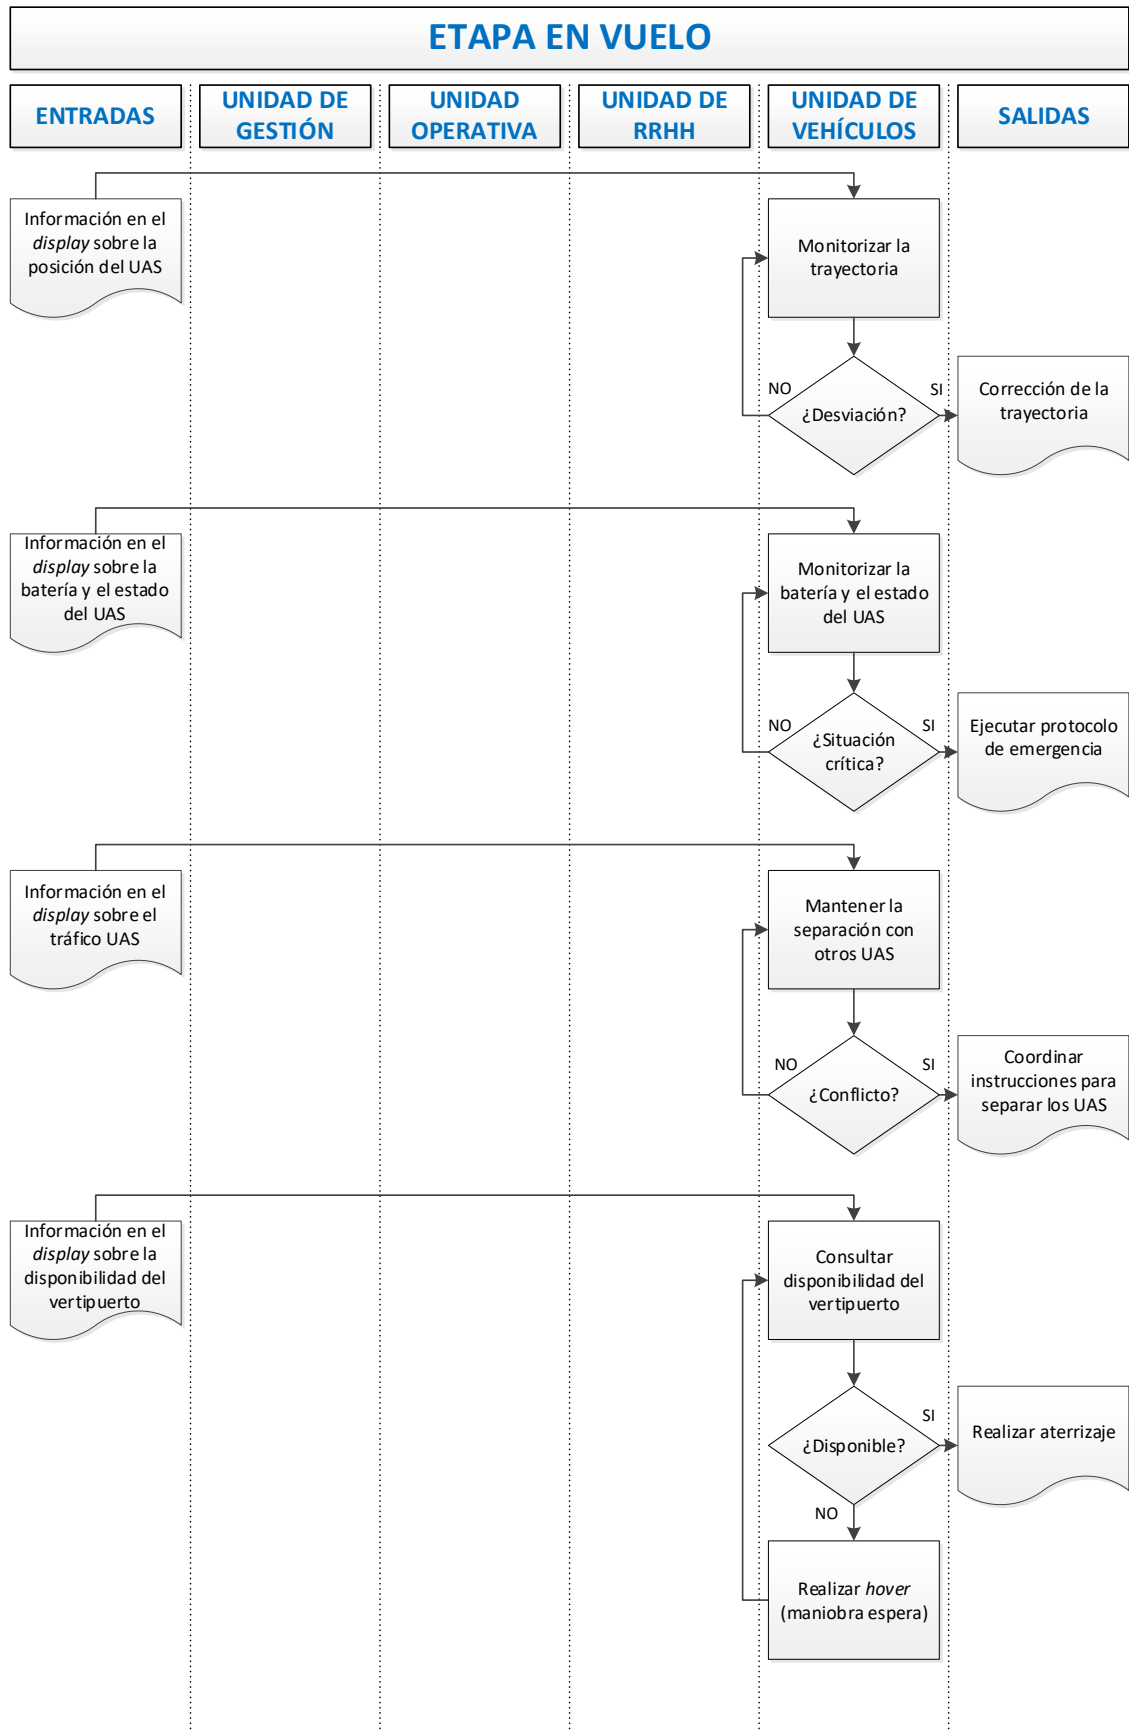 ETAPA EN VUELO
ENTRADAS
UNIDAD DE
GESTIÓN
UNIDAD
OPERATIVA
UNIDAD DE
RRHH
UNIDAD DE
VEHÍCULOS
SALIDAS
Información en el
display sobre la
posición del UAS
Monitorizar la
trayectoria
NO
SI
¿Desviación?
Corrección de la
trayectoria
Información en el
display sobre la
batería y el estado
del UAS
Monitorizar la
batería y el estado
del UAS
NO
SI
¿Situación
crítica?
Ejecutar protocolo
de emergencia
Información en el
display sobre el
tráfico UAS
Mantener la
separación con
otros UAS
NO
SI
¿Conflicto?
Coordinar
instrucciones para
separar los UAS
Información en el
display sobre la
disponibilidad del
vertipuerto
Consultar
disponibilidad del
vertipuerto
SI
¿Disponible?
Realizar aterrizaje
NO
Realizar hover
(maniobra espera)